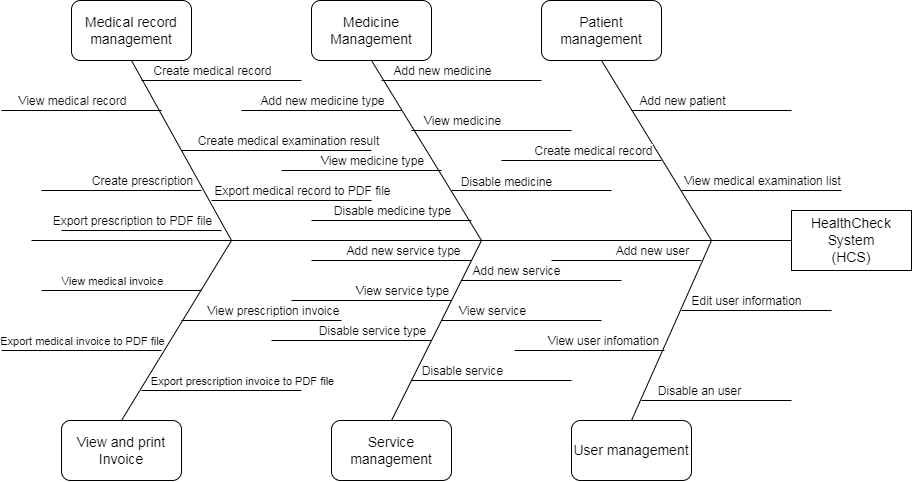 Medical record
management
Medicine
Management
Patient
management
Create medical record
Add new medicine
View medical record
Add new medicine type
Add new patient
View medicine
Create medical examination result
Create medical record
View medicine type
Create prescription
Disable medicine
View medical examination list
Export medical record to PDF file
Disable medicine type
Export prescription to PDF file
HealthCheck
System
(HCS)
Add new service type
Add new user
Add new service
View medical invoice
View service type
Edit user information
View prescription invoice
View service
Disable service type
Export medical invoice to PDF file
View user infomation
Disable service
Export prescription invoice to PDF file
Disable an user
View and print
Invoice
Service
management
User management